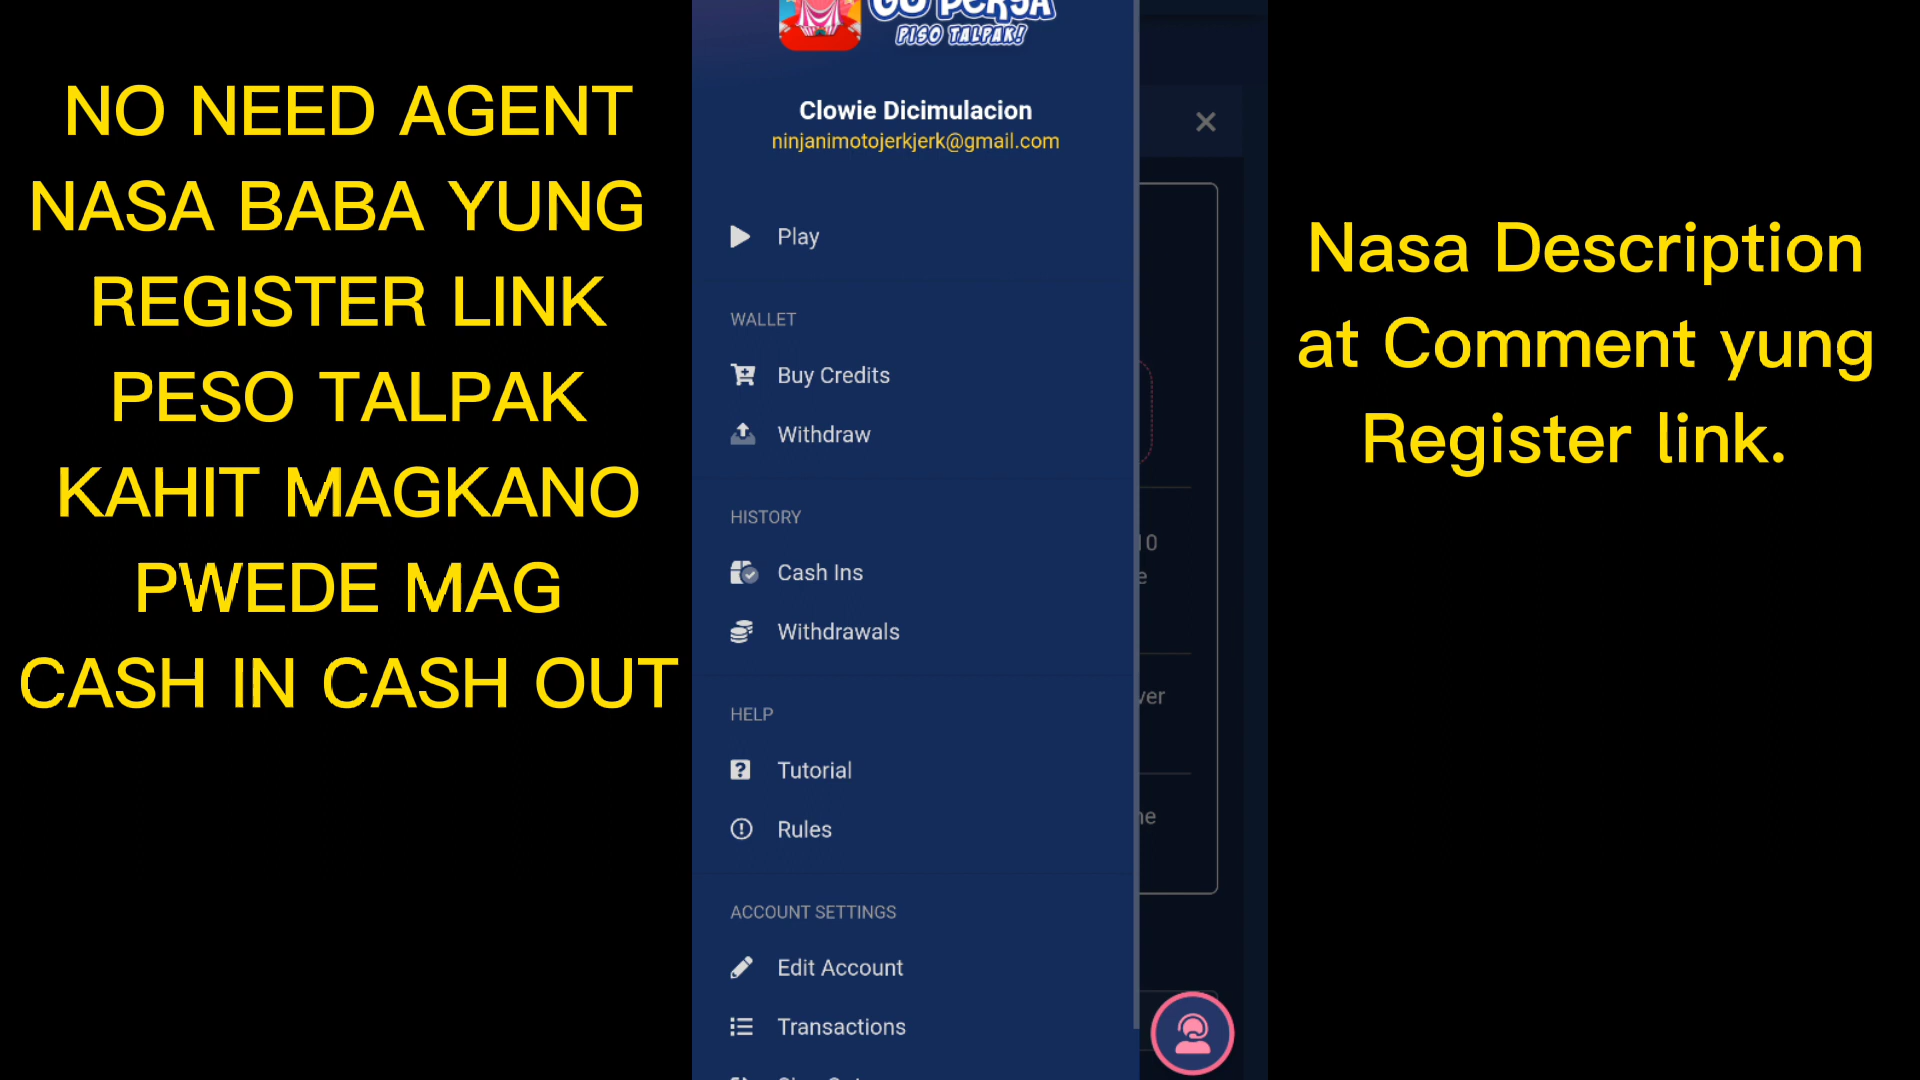 NO NEED AGENT
NASA BABA YUNG
REGISTER LINK
PESO TALPAK
KAHIT MAGKANO
PWEDE MAG
CASH IN CASH OUT
GO PERYA
PISO TALPAK!
Clowie Dicimulacion
ninjanimotojerkjerk@gmail.com
Play
WALLET
Buy Credits
Withdraw
HISTORY
Cash Ins
Withdrawals
HELP
Tutorial
Rules
ACCOUNT SETTINGS
Edit Account
Transactions
Nasa Description
at Comment yung
Register link.